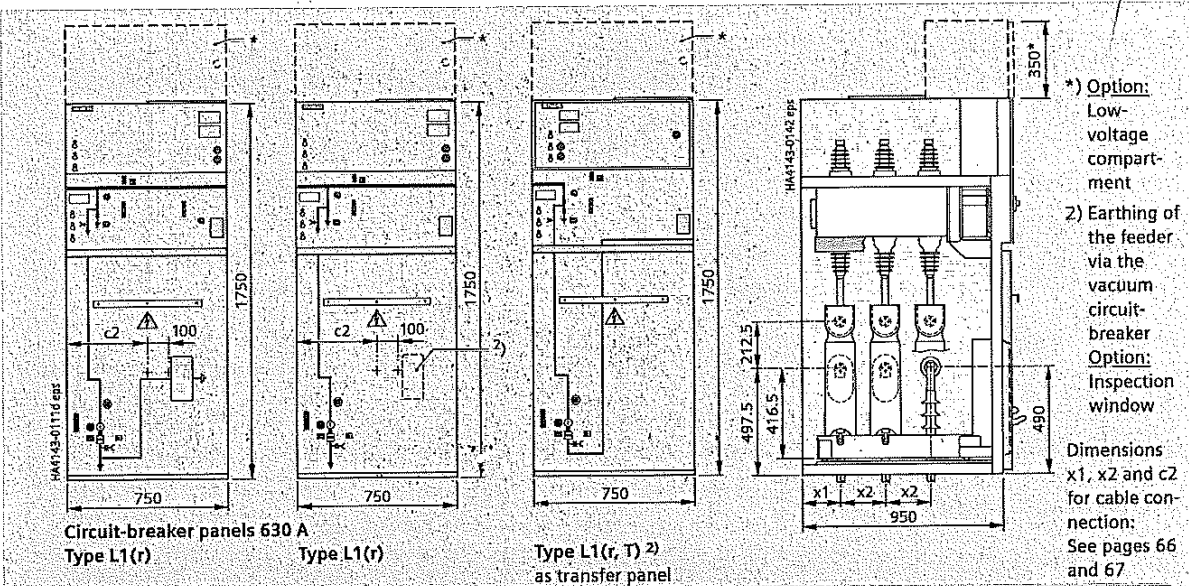 *
*
*
350*
HA4143-0142 eps
*) Option:
Low-
voltage
compart-
ment
2) Earthing of
the feeder
via the
vacuum
circuit-
breaker
Option:
Inspection
window
Dimensions
x1, x2 and c2
for cable con-
nection:
See pages 66
and 67
1750
1750
1750
c2
100
c2
100
2)
212.5
497.5
416.5
490
HA4143-0111d eps
750
750
750
x1
x2
x2
950
Circuit-breaker panels 630 A
Type L1(r)
Type L1(r)
Type L1(r, T) 2)
as transfer panel